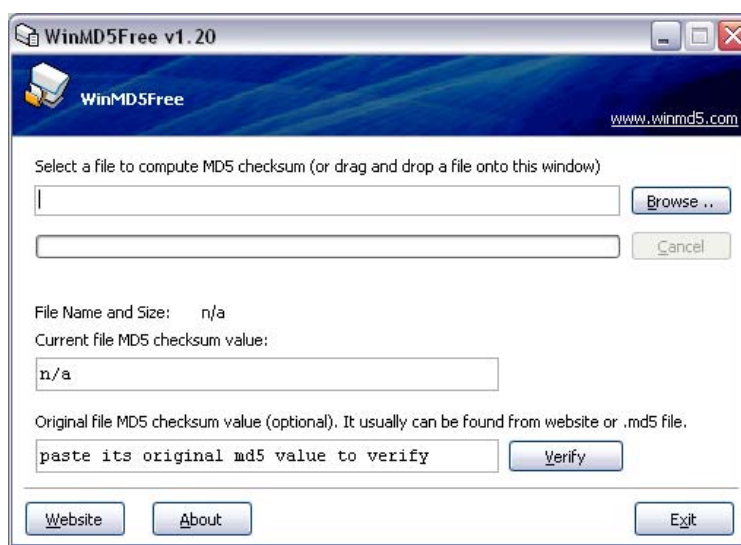 WinMD5Free v1.20
WinMD5Free
www.winmd5.com
Select a file to compute MD5 checksum (or drag and drop a file onto this window)
Browse ..
Cancel
File Name and Size: n/a
Current file MD5 checksum value:
n/a
Original file MD5 checksum value (optional). It usually can be found from website or .md5 file.
paste its original md5 value to verify Verify
Website About Exit